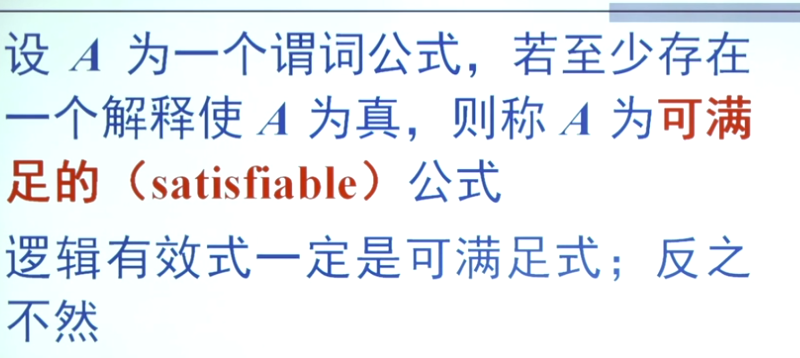 设 A 为一个谓词公式，若至少存在
一个解释使 A 为真，则称 A 为可满
足的（satisfiable）公式
逻辑有效式一定是可满足式；反之
不然